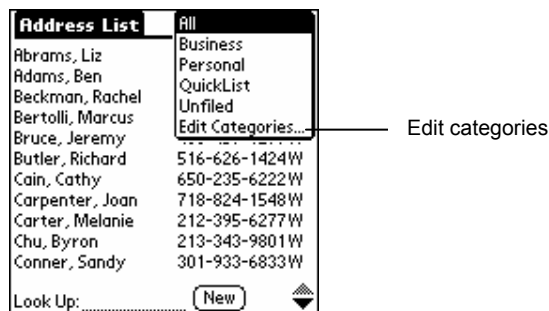 Address List
All
Business
Personal
QuickList
Unfiled
Edit Categories...
Edit categories
Abrams, Liz
Adams, Ben
Beckman, Rachel
Bertolli, Marcus
Bruce, Jeremy
Butler, Richard 516-626-1424W
Cain, Cathy 650-235-6222W
Carpenter, Joan 718-824-1548W
Carter, Melanie 212-395-6277W
Chu, Byron 213-343-9801W
Conner, Sandy 301-933-6833W
Look Up: New